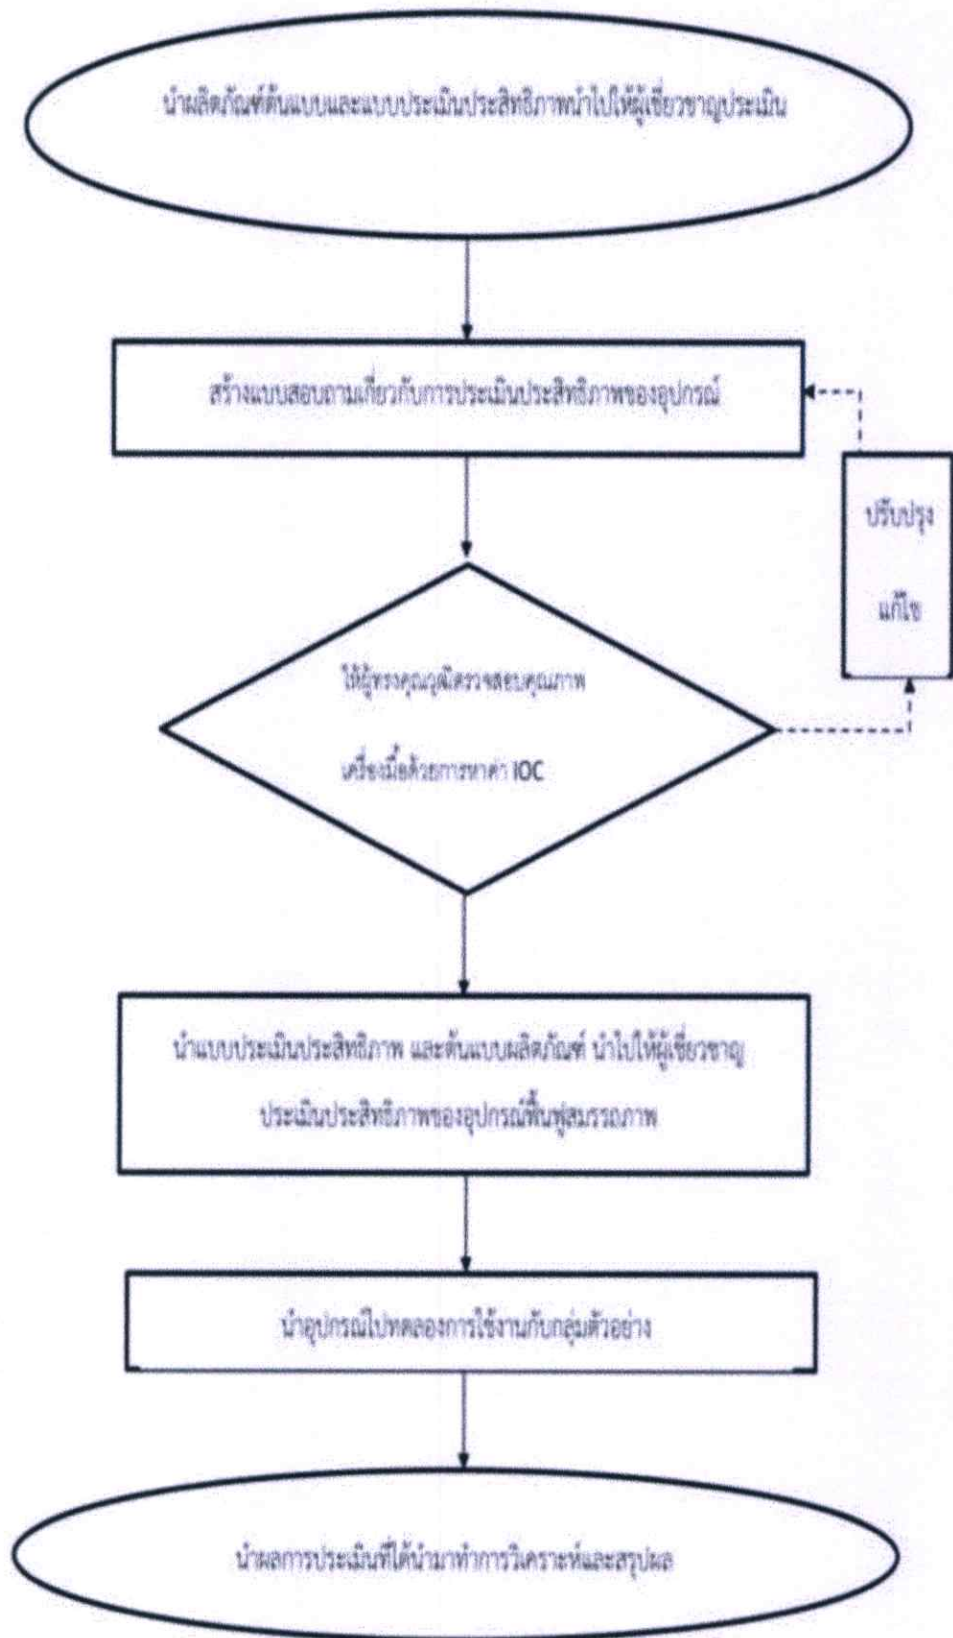 นำผลิตภัณฑ์ต้นแบบและแบบประเมินประสิทธิภาพนำไปให้ผู้เชี่ยวชาญประเมิน
สร้างแบบสอบถามเกี่ยวกับการประเมินประสิทธิภาพของอุปกรณ์
ปรับปรุง
แก้ไข
ให้ผู้ทรงคุณวุฒิตรวจสอบคุณภาพ
เครื่องมือด้วยการหาค่า IOC
นำแบบประเมินประสิทธิภาพ และต้นแบบผลิตภัณฑ์ นำไปให้ผู้เชี่ยวชาญ
ประเมินประสิทธิภาพของอุปกรณ์ฟื้นฟูสมรรถภาพ
นำอุปกรณ์ไปทดลองการใช้งานกับกลุ่มตัวอย่าง
นำผลการประเมินที่ได้นำมาทำการวิเคราะห์และสรุปผล